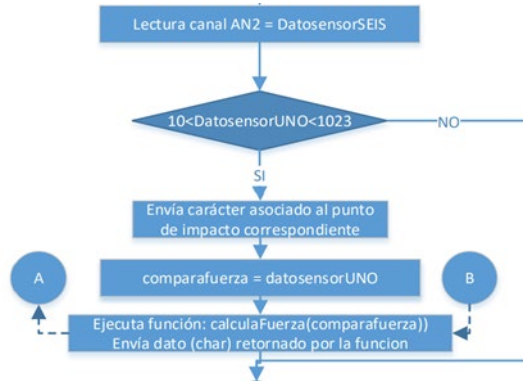 Lectura canal AN2 = DatosensorSEIS
10<DatosensorUNO<1023
NO
SI
Envía carácter asociado al punto
de impacto correspondiente
A
comparafuerza = datosensorUNO
B
Ejecuta función: calculaFuerza(comparafuerza))
Envía dato (char) retornado por la funcion